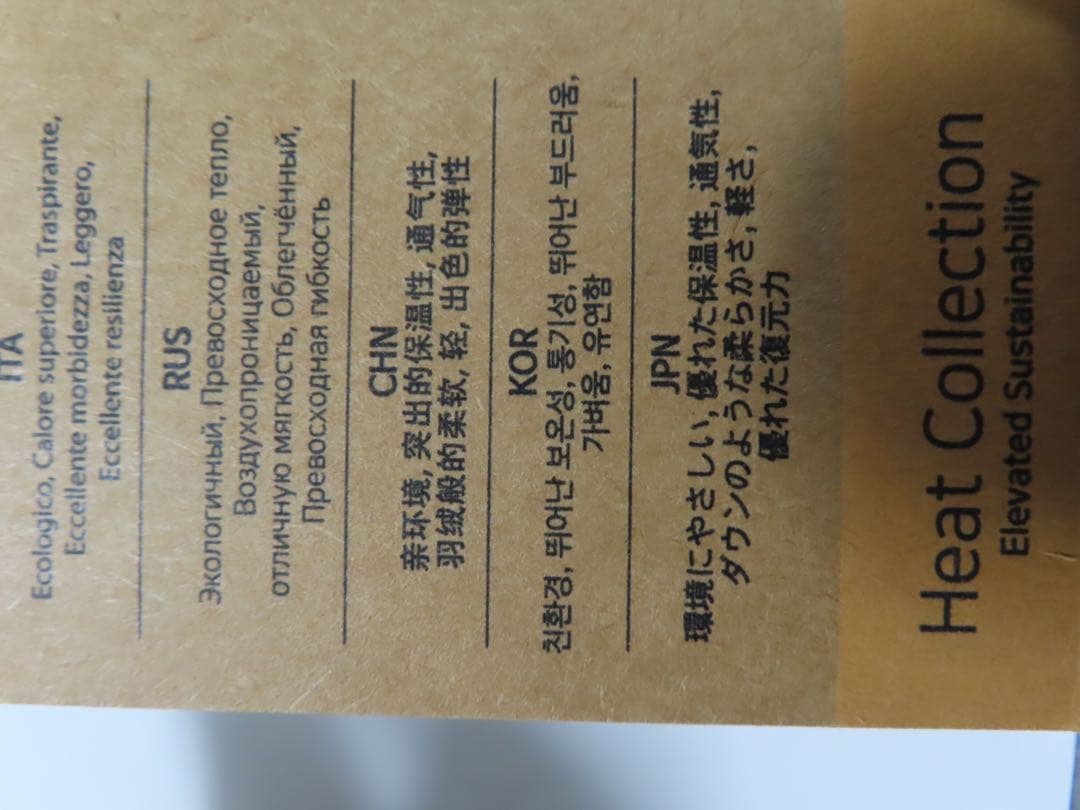 ITA
Ecologico, Calore superiore, Traspirante,
Eccellente morbidezza, Leggero,
Eccellente resilienza
RUS
Экологичный, Превосходное тепло,
Воздухопроницаемый,
отличную мягкость, Облегчённый,
Превосходная гибкость
CHN
亲环境, 突出的保温性, 通气性,
羽绒般的柔软, 轻, 出色的弹性
KOR
친환경, 뛰어난 보온성, 통기성, 뛰어난 부드러움,
가벼움, 유연함
JPN
環境にやさしい, 優れた保温性, 通気性,
ダウンのような柔らかさ, 軽さ,
優れた復元力
Heat Collection
Elevated Sustainability